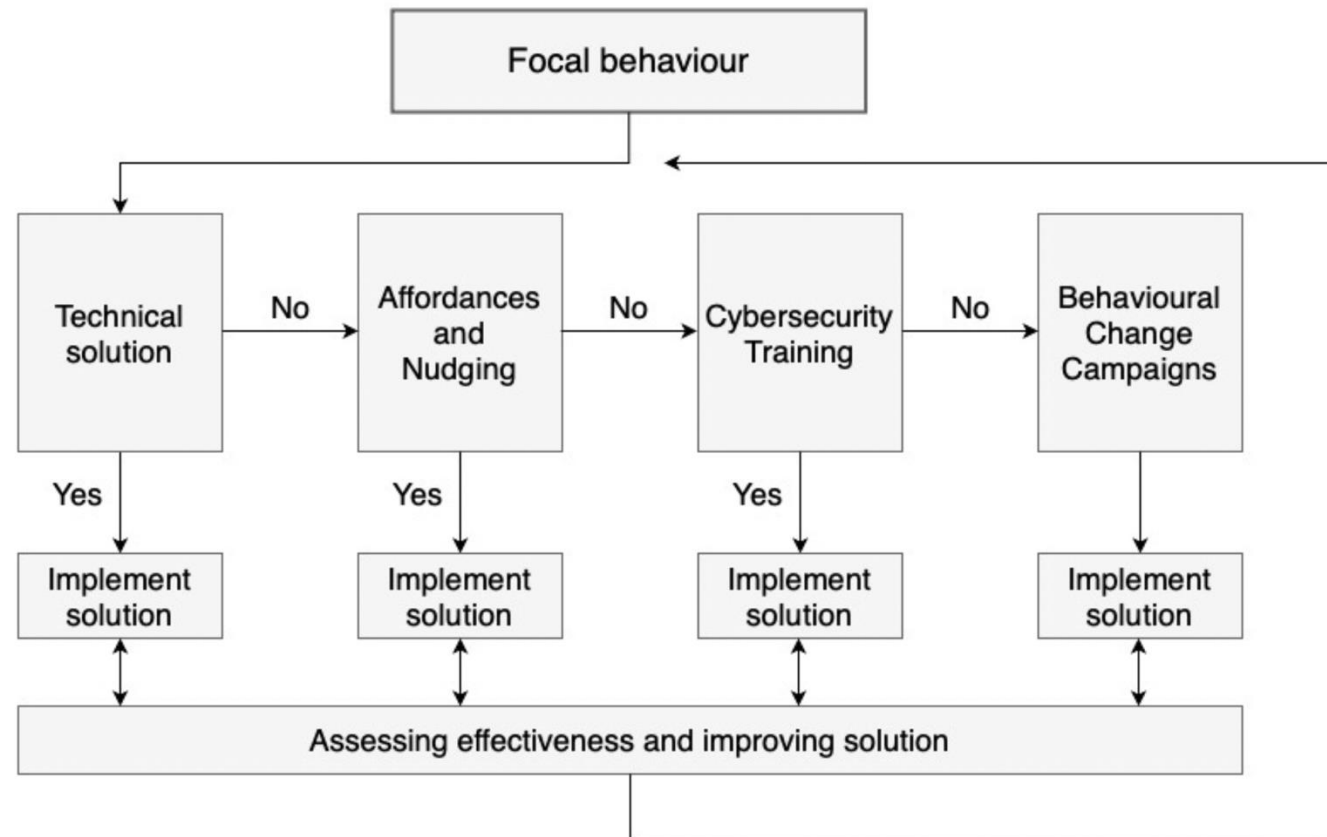 Focal behaviour
Technical
solution
No
Affordances
and
Nudging
No
Cybersecurity
Training
No
Behavioural
Change
Campaigns
Yes
Yes
Yes
Implement
solution
Implement
solution
Implement
solution
Implement
solution
Assessing effectiveness and improving solution